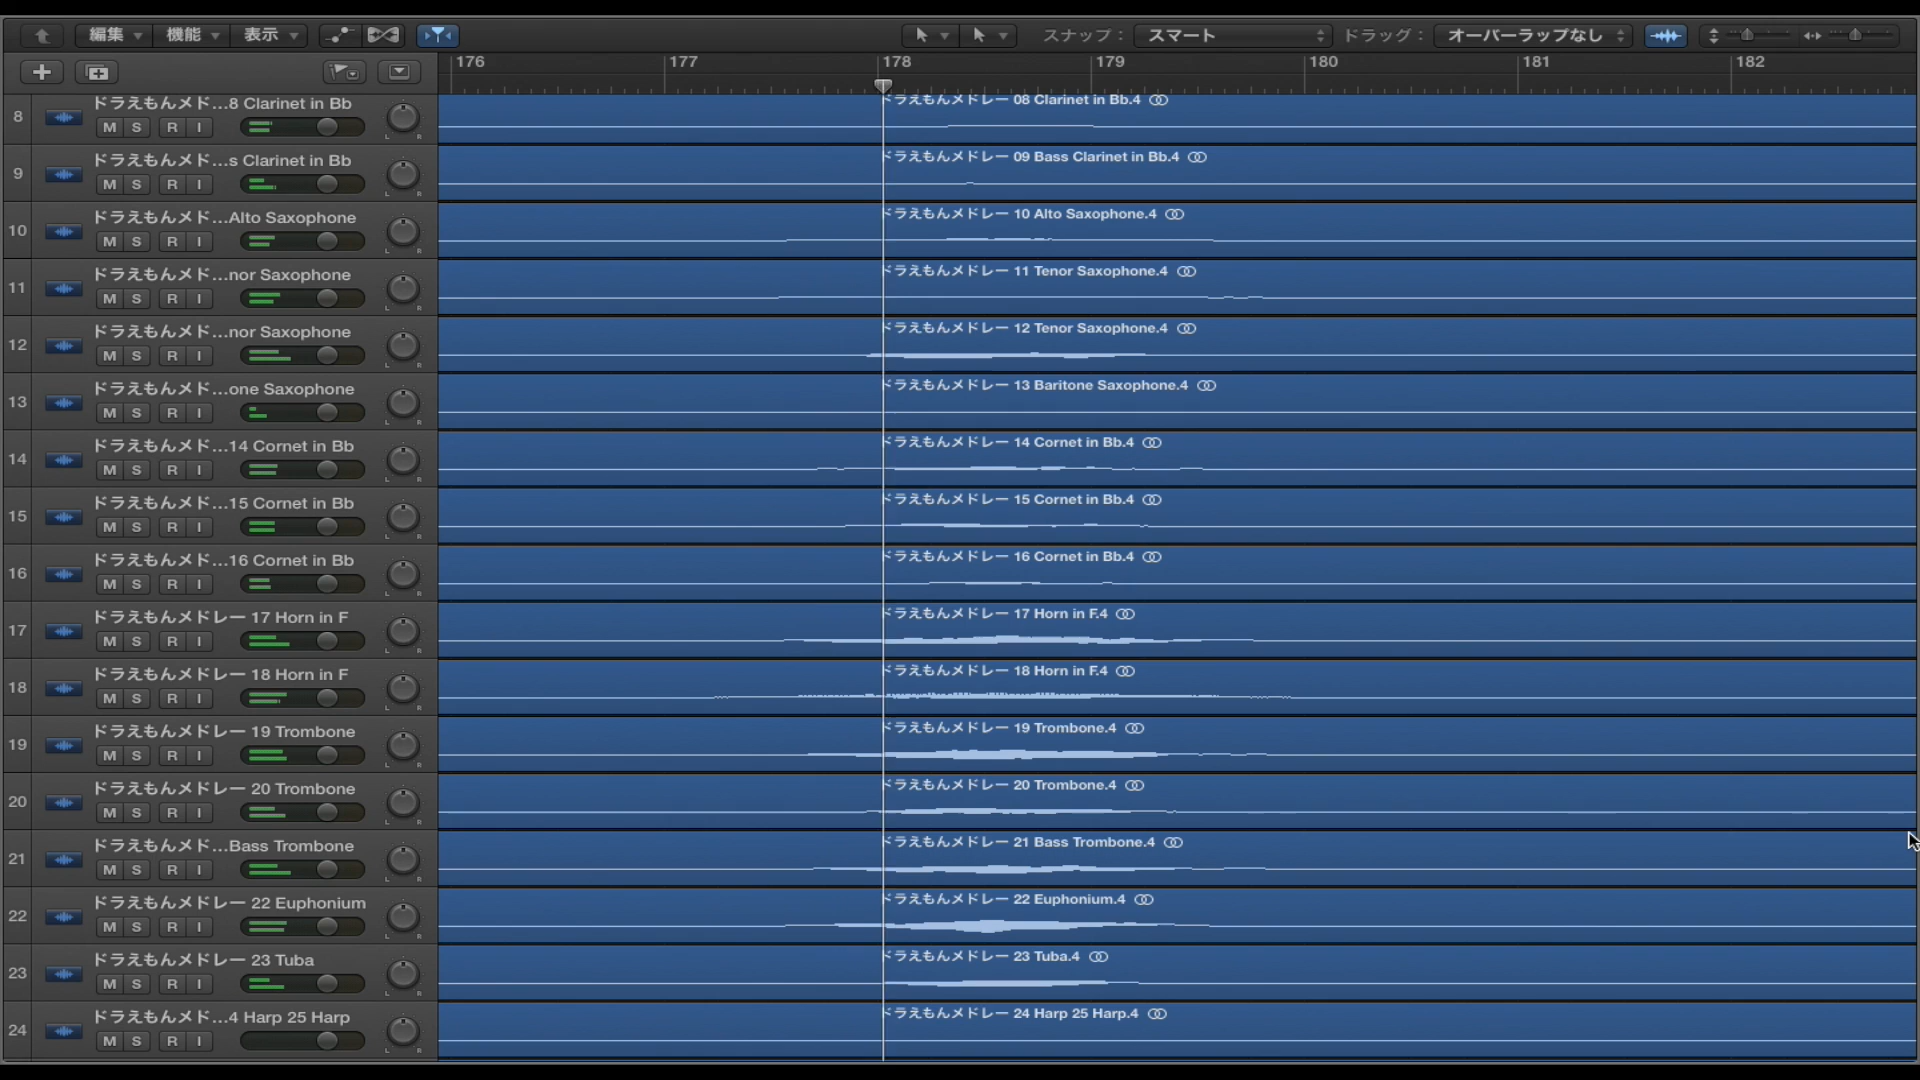 編集 機能 表示 スナップ： スマート ドラッグ： オーバーラップなし
176 177 178 179 180 181 182
8 ドラえもんメド…8 Clarinet in Bb ドラえもんメドレー 08 Clarinet in Bb.4
M S R I L R
9 ドラえもんメド…s Clarinet in Bb ドラえもんメドレー 09 Bass Clarinet in Bb.4
M S R I L R
10 ドラえもんメド…Alto Saxophone ドラえもんメドレー 10 Alto Saxophone.4
M S R I L R
11 ドラえもんメド…nor Saxophone ドラえもんメドレー 11 Tenor Saxophone.4
M S R I L R
12 ドラえもんメド…nor Saxophone ドラえもんメドレー 12 Tenor Saxophone.4
M S R I L R
13 ドラえもんメド…one Saxophone ドラえもんメドレー 13 Baritone Saxophone.4
M S R I L R
14 ドラえもんメド…14 Cornet in Bb ドラえもんメドレー 14 Cornet in Bb.4
M S R I L R
15 ドラえもんメド…15 Cornet in Bb ドラえもんメドレー 15 Cornet in Bb.4
M S R I L R
16 ドラえもんメド…16 Cornet in Bb ドラえもんメドレー 16 Cornet in Bb.4
M S R I L R
17 ドラえもんメドレー 17 Horn in F ドラえもんメドレー 17 Horn in F.4
M S R I L R
18 ドラえもんメドレー 18 Horn in F ドラえもんメドレー 18 Horn in F.4
M S R I L R
19 ドラえもんメドレー 19 Trombone ドラえもんメドレー 19 Trombone.4
M S R I L R
20 ドラえもんメドレー 20 Trombone ドラえもんメドレー 20 Trombone.4
M S R I L R
21 ドラえもんメド…Bass Trombone ドラえもんメドレー 21 Bass Trombone.4
M S R I L R
22 ドラえもんメドレー 22 Euphonium ドラえもんメドレー 22 Euphonium.4
M S R I L R
23 ドラえもんメドレー 23 Tuba ドラえもんメドレー 23 Tuba.4
M S R I L R
24 ドラえもんメド…4 Harp 25 Harp ドラえもんメドレー 24 Harp 25 Harp.4
M S R I L R